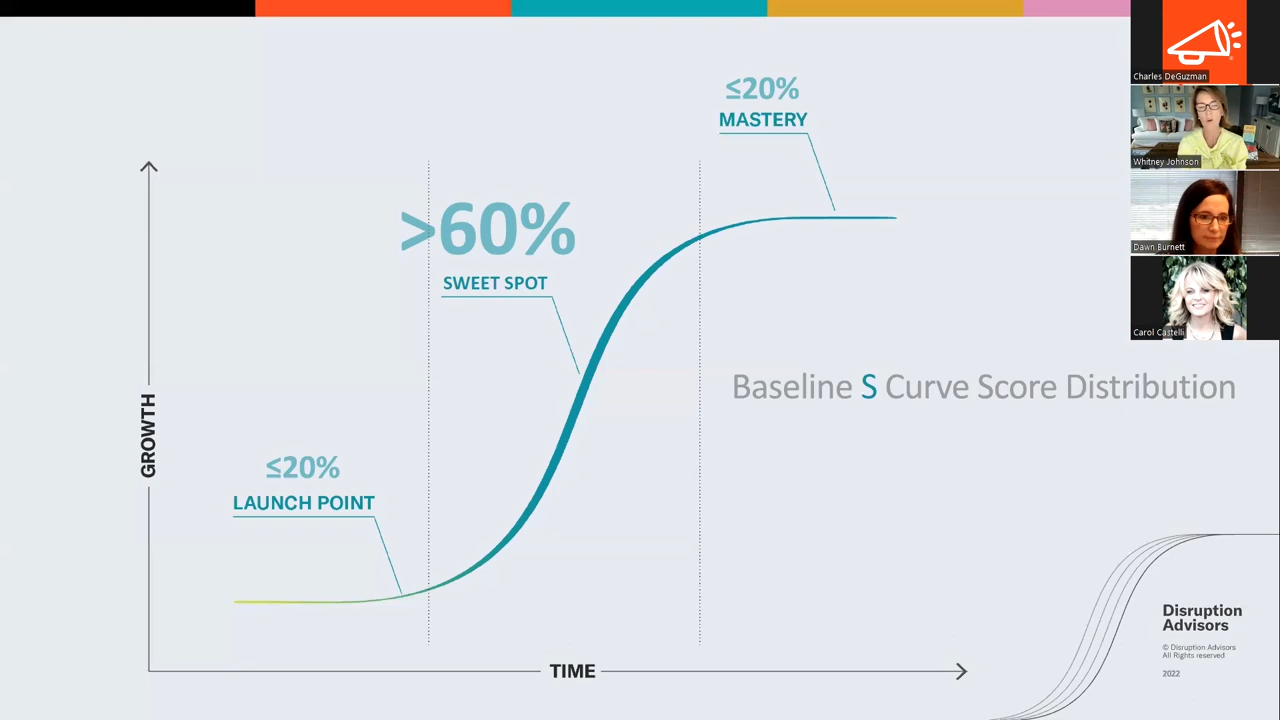 ≤20%
MASTERY
>60%
SWEET SPOT
Baseline S Curve Score Distribution
GROWTH
≤20%
LAUNCH POINT
TIME
Disruption
Advisors
© Disruption Advisors
All Rights reserved
2022
Charles DeGuzman
Whitney Johnson
Dawn Burnett
Carol Castelli